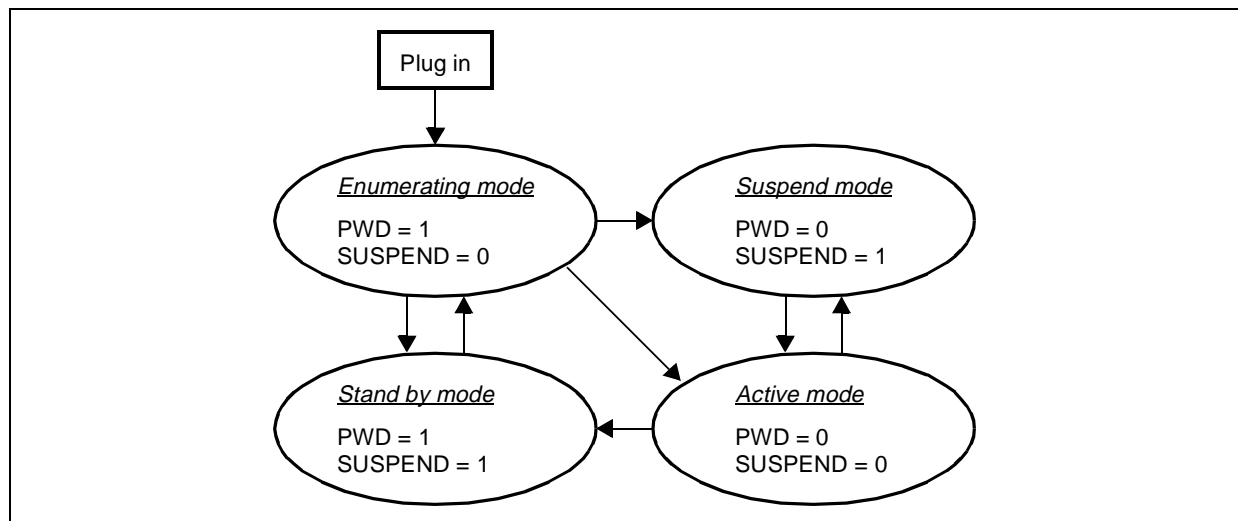 Plug in
Enumerating mode
PWD = 1
SUSPEND = 0
Suspend mode
PWD = 0
SUSPEND = 1
Stand by mode
PWD = 1
SUSPEND = 1
Active mode
PWD = 0
SUSPEND = 0